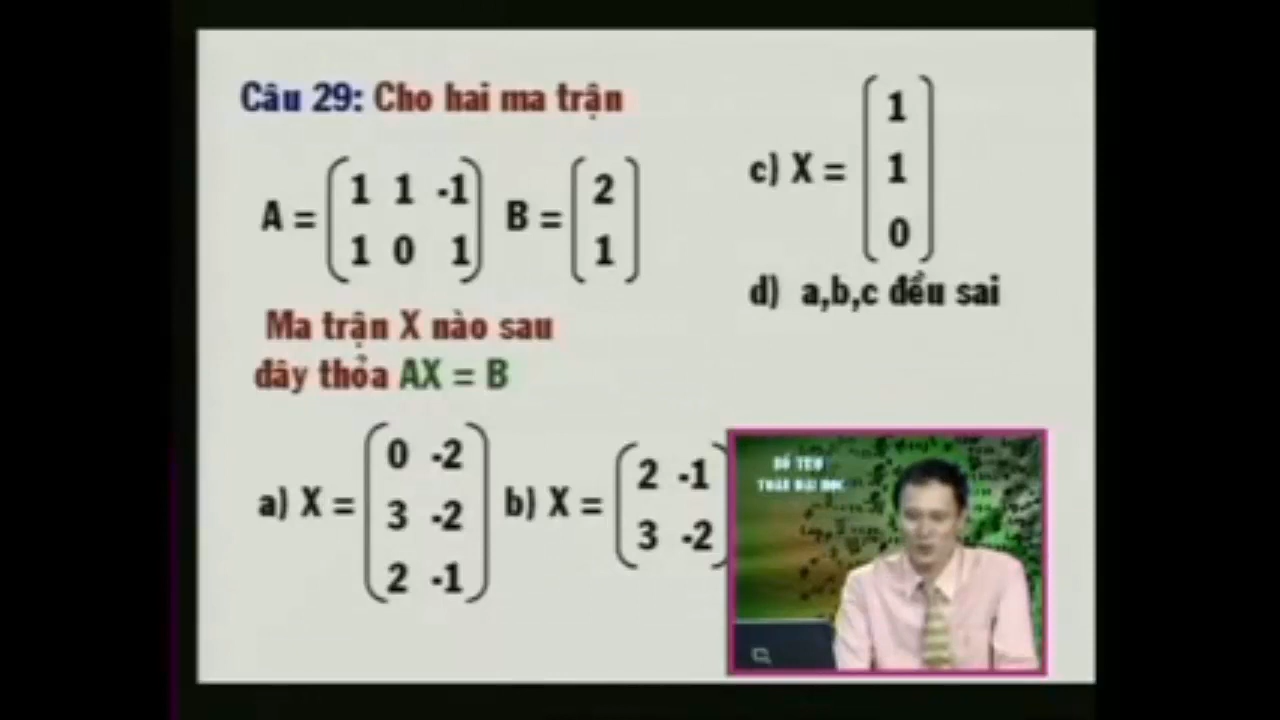 Câu 29: Cho hai ma trận
A = ( 1 1 -1 ; 1 0 1 ) B = ( 2 ; 1 )
Ma trận X nào sau
đây thỏa AX = B
a) X = ( 0 -2 ; 3 -2 ; 2 -1 ) b) X = ( 2 -1 ; 3 -2 )
c) X = ( 1 ; 1 ; 0 )
d) a,b,c đều sai